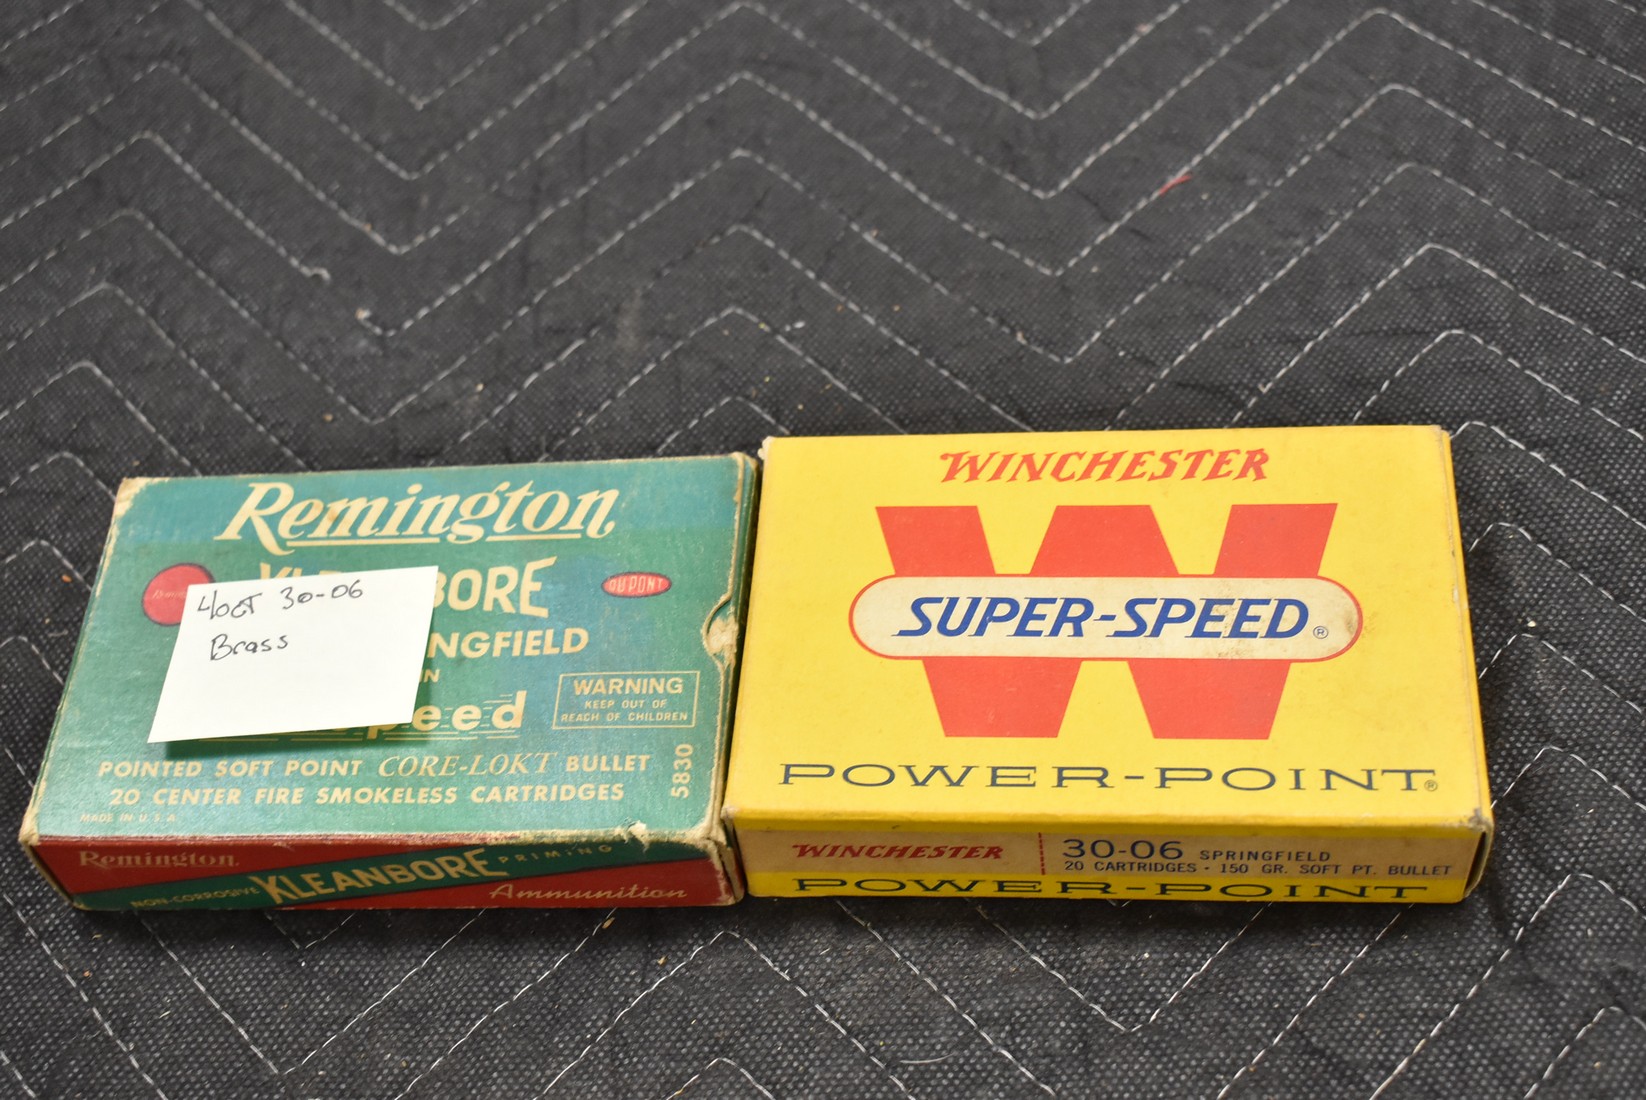 Remington
BORE
DU PONT
40ct 30-06
Brass
NGFIELD
peed
WARNING
KEEP OUT OF
REACH OF CHILDREN
POINTED SOFT POINT CORE-LOKT BULLET
20 CENTER FIRE SMOKELESS CARTRIDGES
MADE IN U.S.A.
5830
Remington
NON-CORROSIVE KLEANBORE PRIMING
Ammunition
WINCHESTER
W
SUPER-SPEED®
POWER-POINT®
WINCHESTER 30-06 SPRINGFIELD
20 CARTRIDGES · 150 GR. SOFT PT. BULLET
POWER-POINT